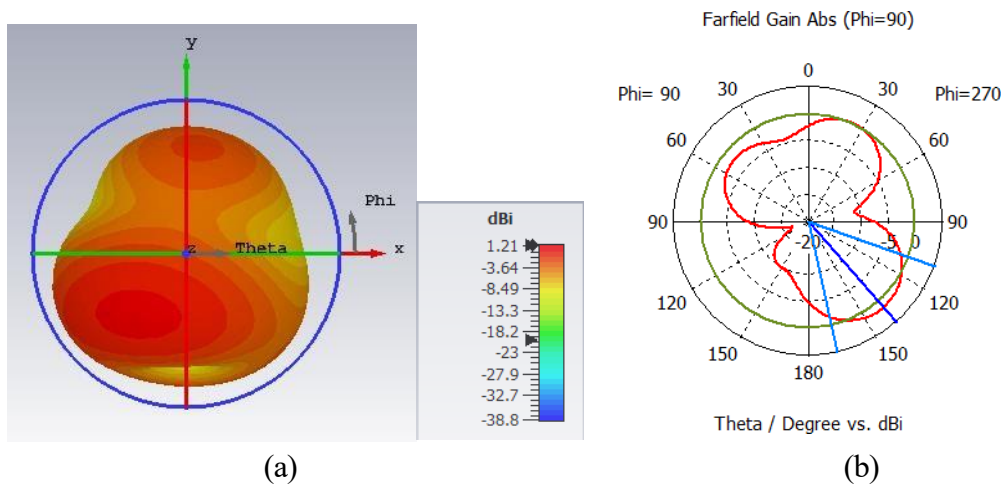 y
Phi
z
Theta
x
dBi
1.21
-3.64
-8.49
-13.3
-18.2
-23
-27.9
-32.7
-38.8
(a)
Farfield Gain Abs (Phi=90)
0
30
30
Phi= 90
Phi=270
60
60
90
-20
-5
0
90
120
120
150
150
180
Theta / Degree vs. dBi
(b)